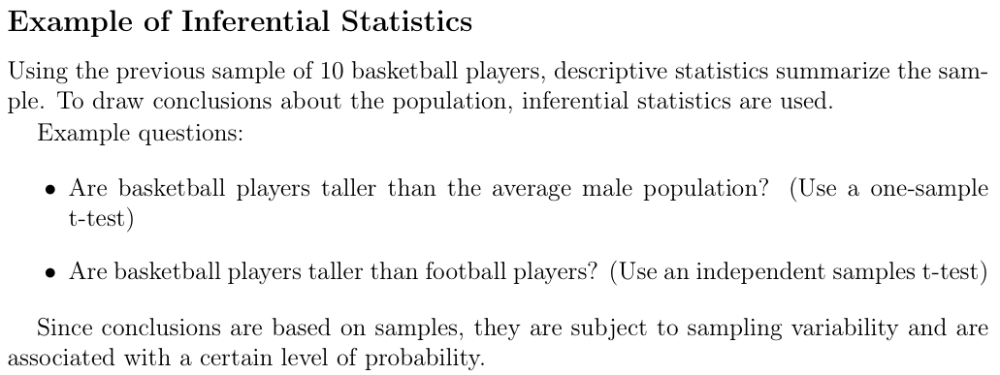 Example of Inferential Statistics
Using the previous sample of 10 basketball players, descriptive statistics summarize the sam-
ple. To draw conclusions about the population, inferential statistics are used.
Example questions:
• Are basketball players taller than the average male population? (Use a one-sample
t-test)
• Are basketball players taller than football players? (Use an independent samples t-test)
Since conclusions are based on samples, they are subject to sampling variability and are
associated with a certain level of probability.